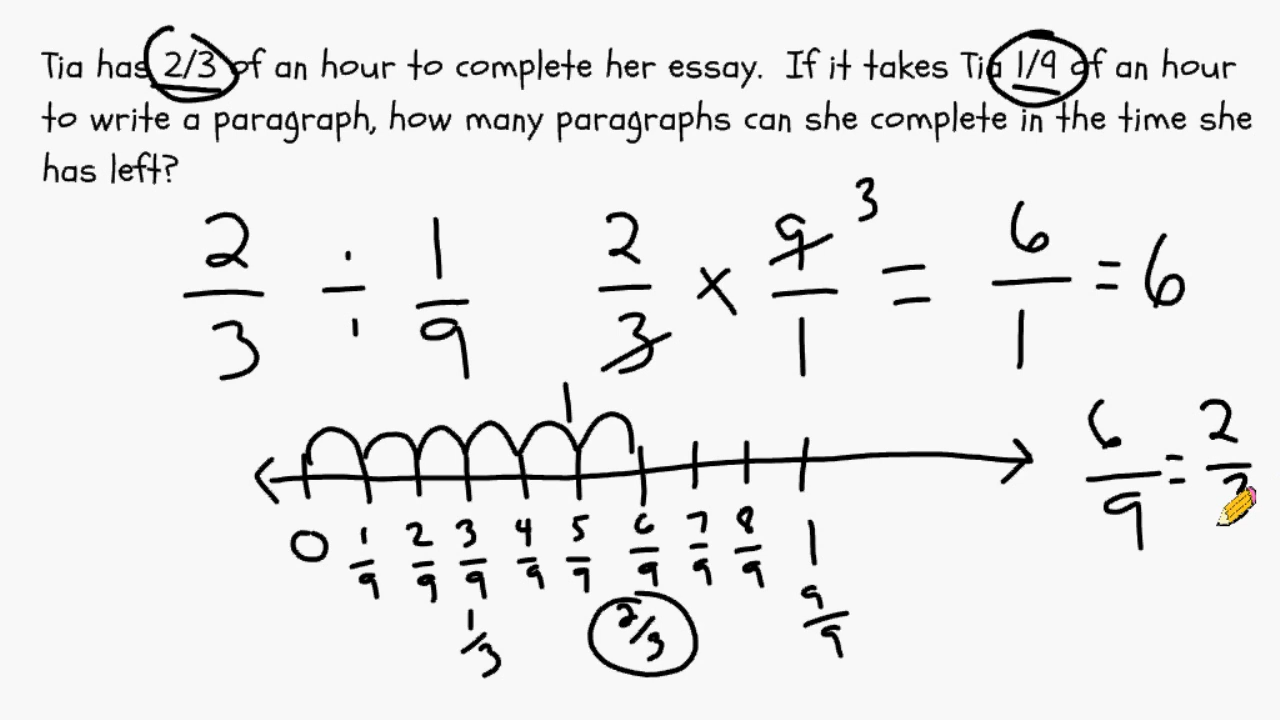 Tia has 2/3 of an hour to complete her essay. If it takes Tia 1/9 of an hour
to write a paragraph, how many paragraphs can she complete in the time she
has left?
2/3 ÷ 1/9 2/3 × 9/1 3 = 6/1 = 6
6/9 = 2/3
0 1/9 2/9 3/9 4/9 5/9 6/9 7/9 8/9 1
1/3 2/3 9/9